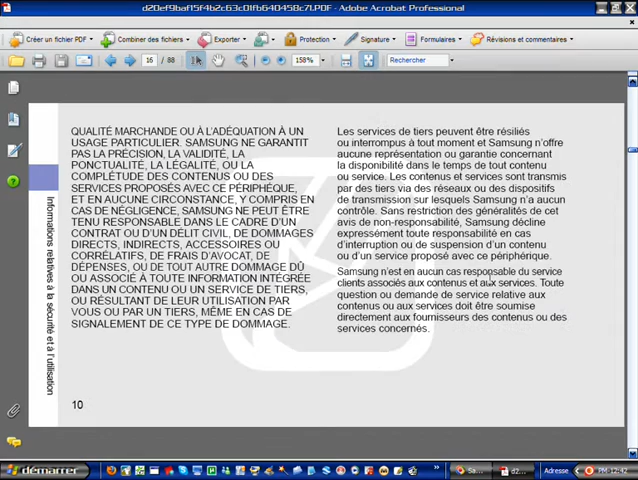 d20ef9baf15f4b2c63c01fb640458c71.PDF - Adobe Acrobat Professional
Créer un fichier PDF
Combiner des fichiers
Exporter
Protection
Signature
Formulaires
Révisions et commentaires
16 / 88
158%
Rechercher
QUALITÉ MARCHANDE OU À L'ADÉQUATION À UN
USAGE PARTICULIER. SAMSUNG NE GARANTIT
PAS LA PRÉCISION, LA VALIDITÉ, LA
PONCTUALITÉ, LA LÉGALITÉ, OU LA
COMPLÉTUDE DES CONTENUS OU DES
SERVICES PROPOSÉS AVEC CE PÉRIPHÉQUE,
ET EN AUCUNE CIRCONSTANCE, Y COMPRIS EN
CAS DE NÉGLIGENCE, SAMSUNG NE PEUT ÊTRE
TENU RESPONSABLE DANS LE CADRE D'UN
CONTRAT OU D'UN DÉLIT CIVIL, DE DOMMAGES
DIRECTS, INDIRECTS, ACCESSOIRES OU
CORRÉLATIFS, DE FRAIS D'AVOCAT, DE
DÉPENSES, OU DE TOUT AUTRE DOMMAGE DÛ
OU ASSOCIÉ À TOUTE INFORMATION INTÉGRÉE
DANS UN CONTENU OU UN SERVICE DE TIERS,
OU RÉSULTANT DE LEUR UTILISATION PAR
VOUS OU PAR UN TIERS, MÊME EN CAS DE
SIGNALEMENT DE CE TYPE DE DOMMAGE.
Les services de tiers peuvent être résiliés
ou interrompus à tout moment et Samsung n'offre
aucune représentation ou garantie concernant
la disponibilité dans le temps de tout contenu
ou service. Les contenus et services sont transmis
par des tiers via des réseaux ou des dispositifs
de transmission sur lesquels Samsung n'a aucun
contrôle. Sans restriction des généralités de cet
avis de non-responsabilité, Samsung décline
expressément toute responsabilité en cas
d'interruption ou de suspension d'un contenu
ou d'un service proposé avec ce périphérique.
Samsung n'est en aucun cas responsable du service
clients associés aux contenus et aux services. Toute
question ou demande de service relative aux
contenus ou aux services doit être soumise
directement aux fournisseurs des contenus ou des
services concernés.
Informations relatives à la sécurité et à l'utilisation
10
démarrer
Sa...
d2...
Adresse
PM 12:42